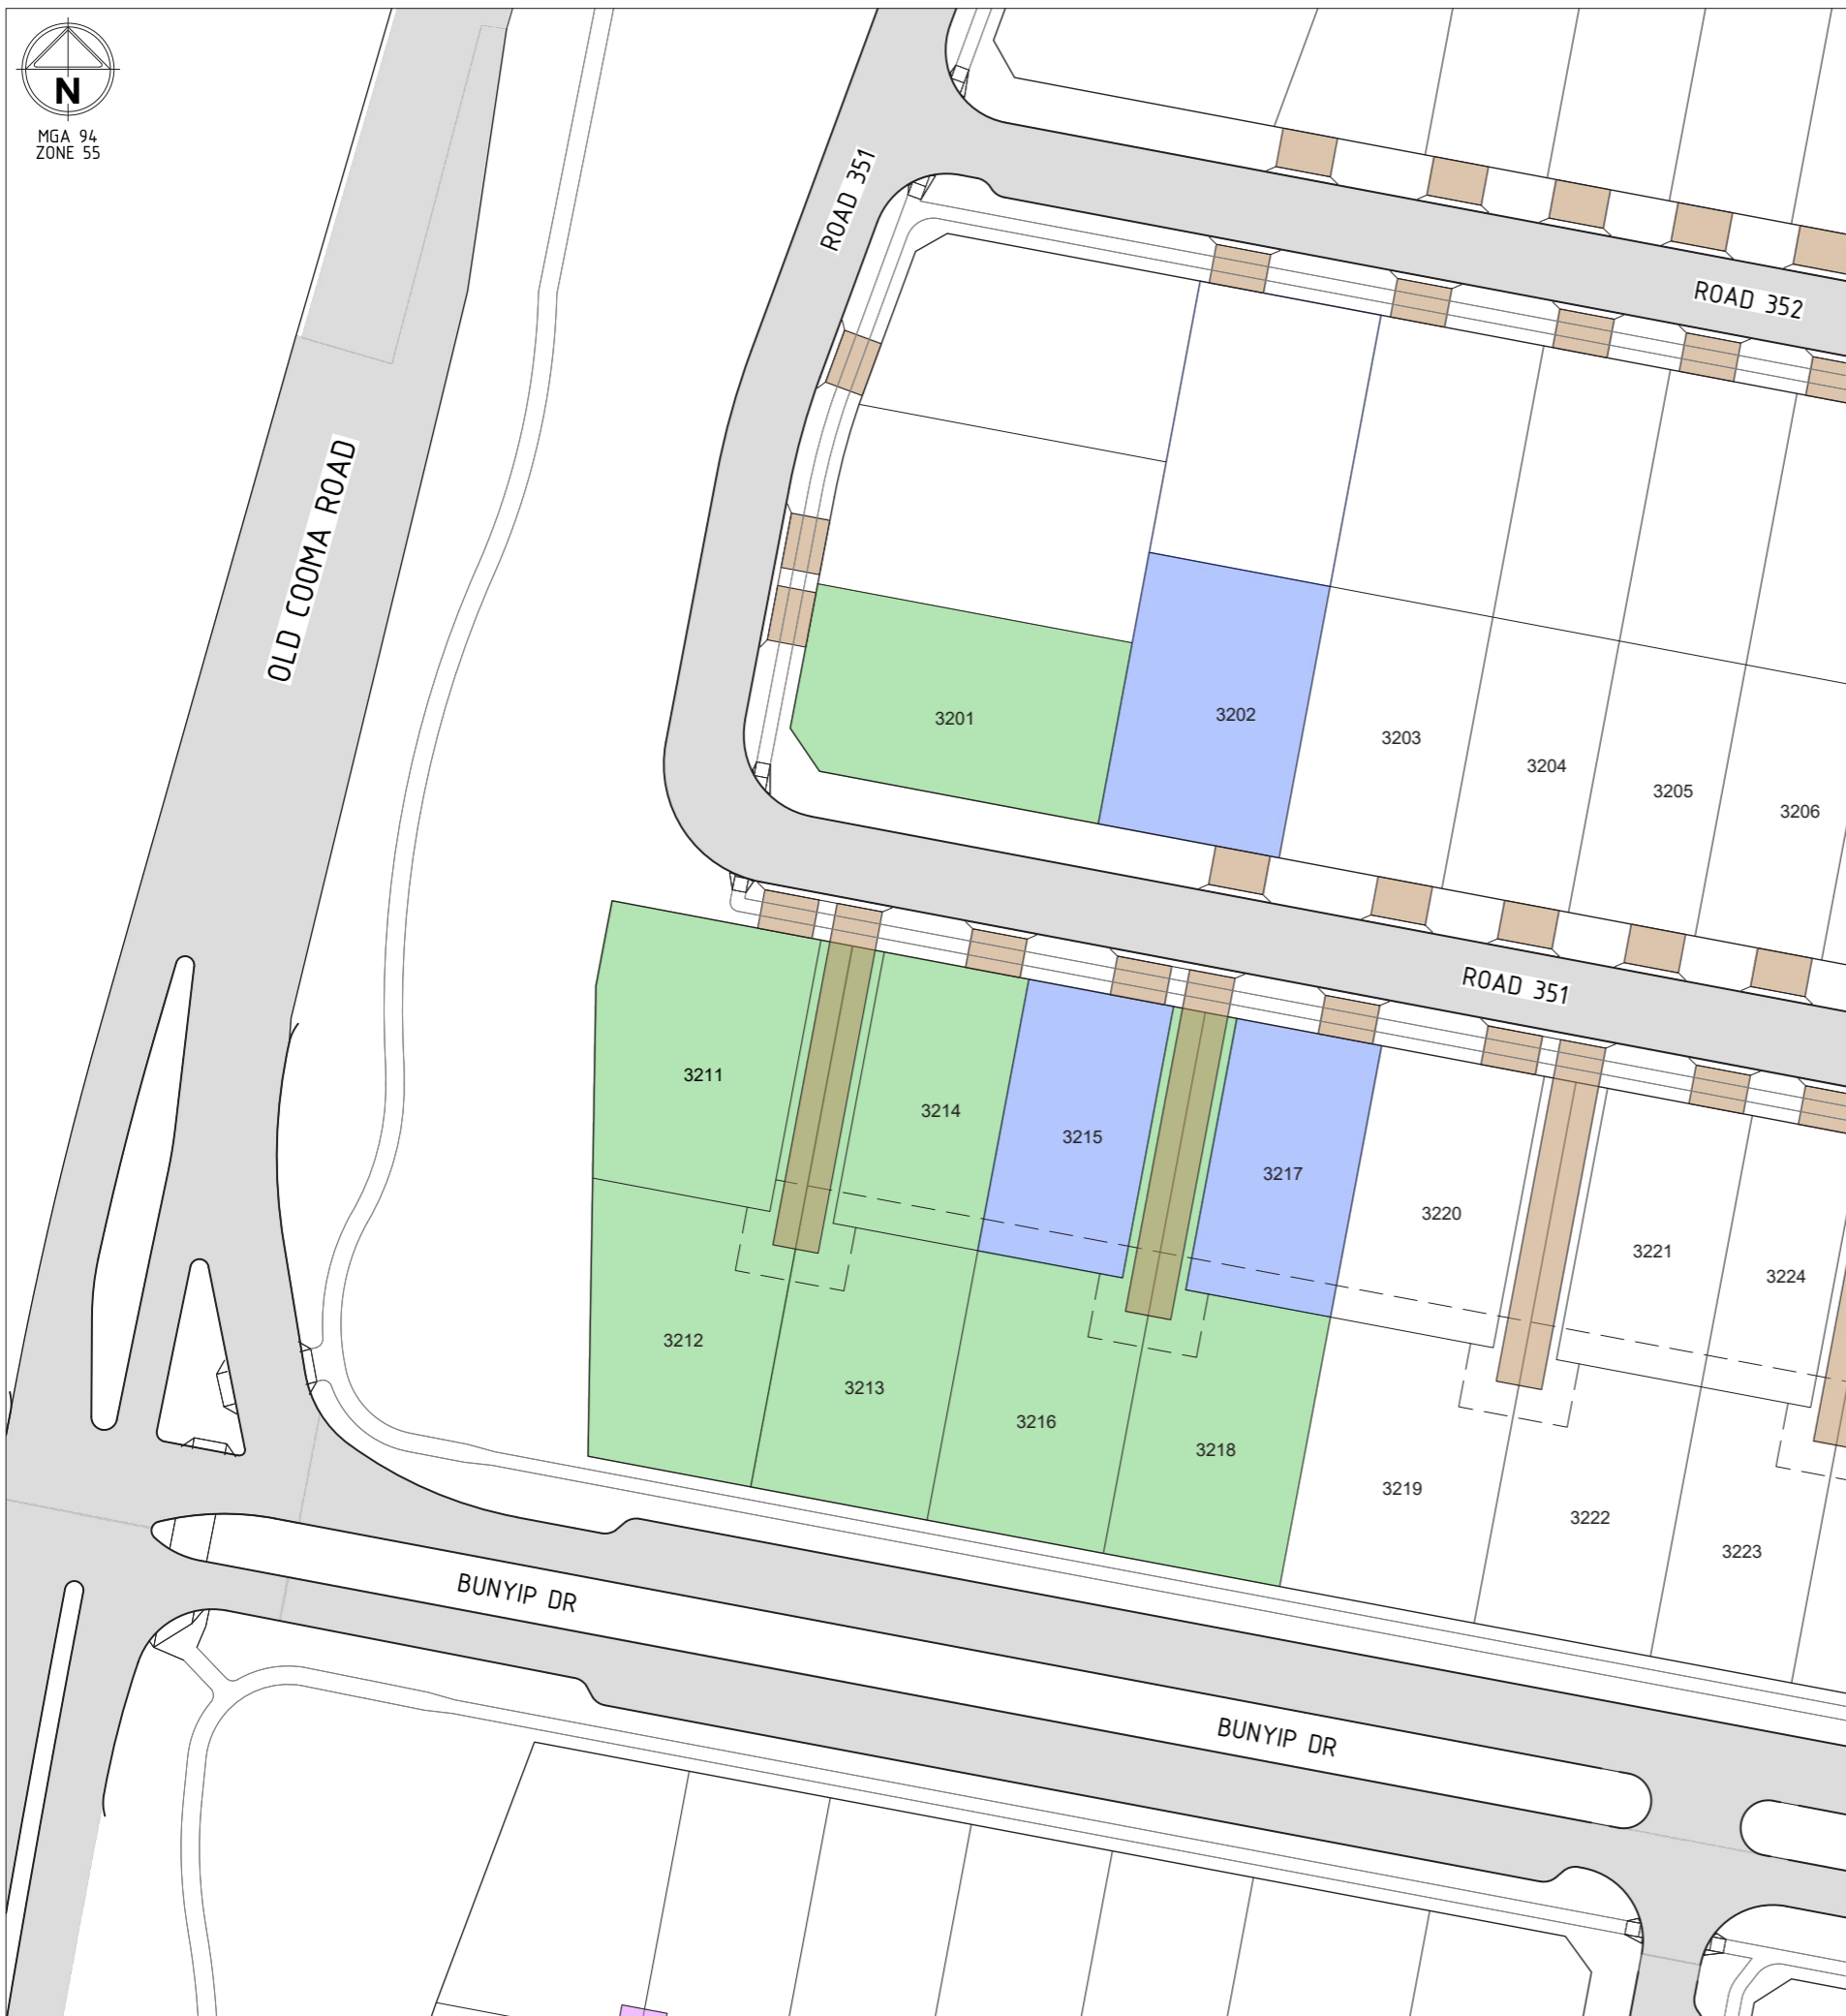 N
MGA 94
ZONE 55
ROAD 351
ROAD 352
OLD COOMA ROAD
3201
3202
3203
3204
3205
3206
ROAD 351
3211
3214
3215
3217
3220
3221
3224
3212
3213
3216
3218
3219
3222
3223
BUNYIP DR
BUNYIP DR